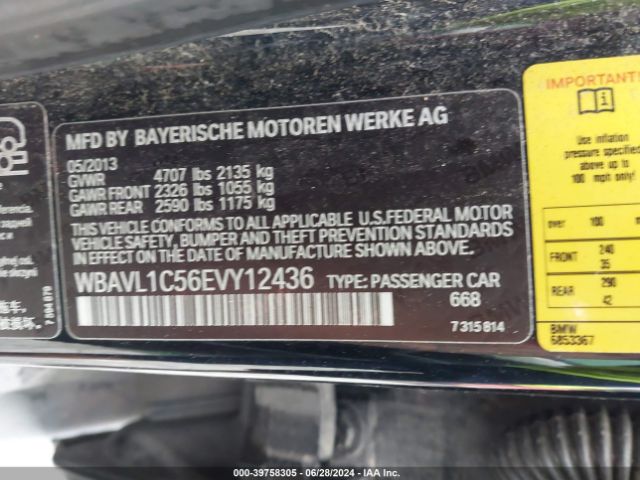 MFD BY BAYERISCHE MOTOREN WERKE AG
05/2013
GVWR 4707 lbs 2135 kg
GAWR FRONT 2326 lbs 1055 kg
GAWR REAR 2590 lbs 1175 kg
THIS VEHICLE CONFORMS TO ALL APPLICABLE U.S.FEDERAL MOTOR
VEHICLE SAFETY, BUMPER AND THEFT PREVENTION STANDARDS
IN EFFECT ON THE DATE OF MANUFACTURE SHOWN ABOVE.
WBAVL1C56EVY12436 TYPE: PASSENGER CAR
668
7 315 814
IMPORTANT
Use inflation
pressure specified
above up to
100 mph only!
over 100
FRONT 240
35
REAR 290
42
BMW
6853367
000-39758305 - 06/28/2024 - IAA Inc.